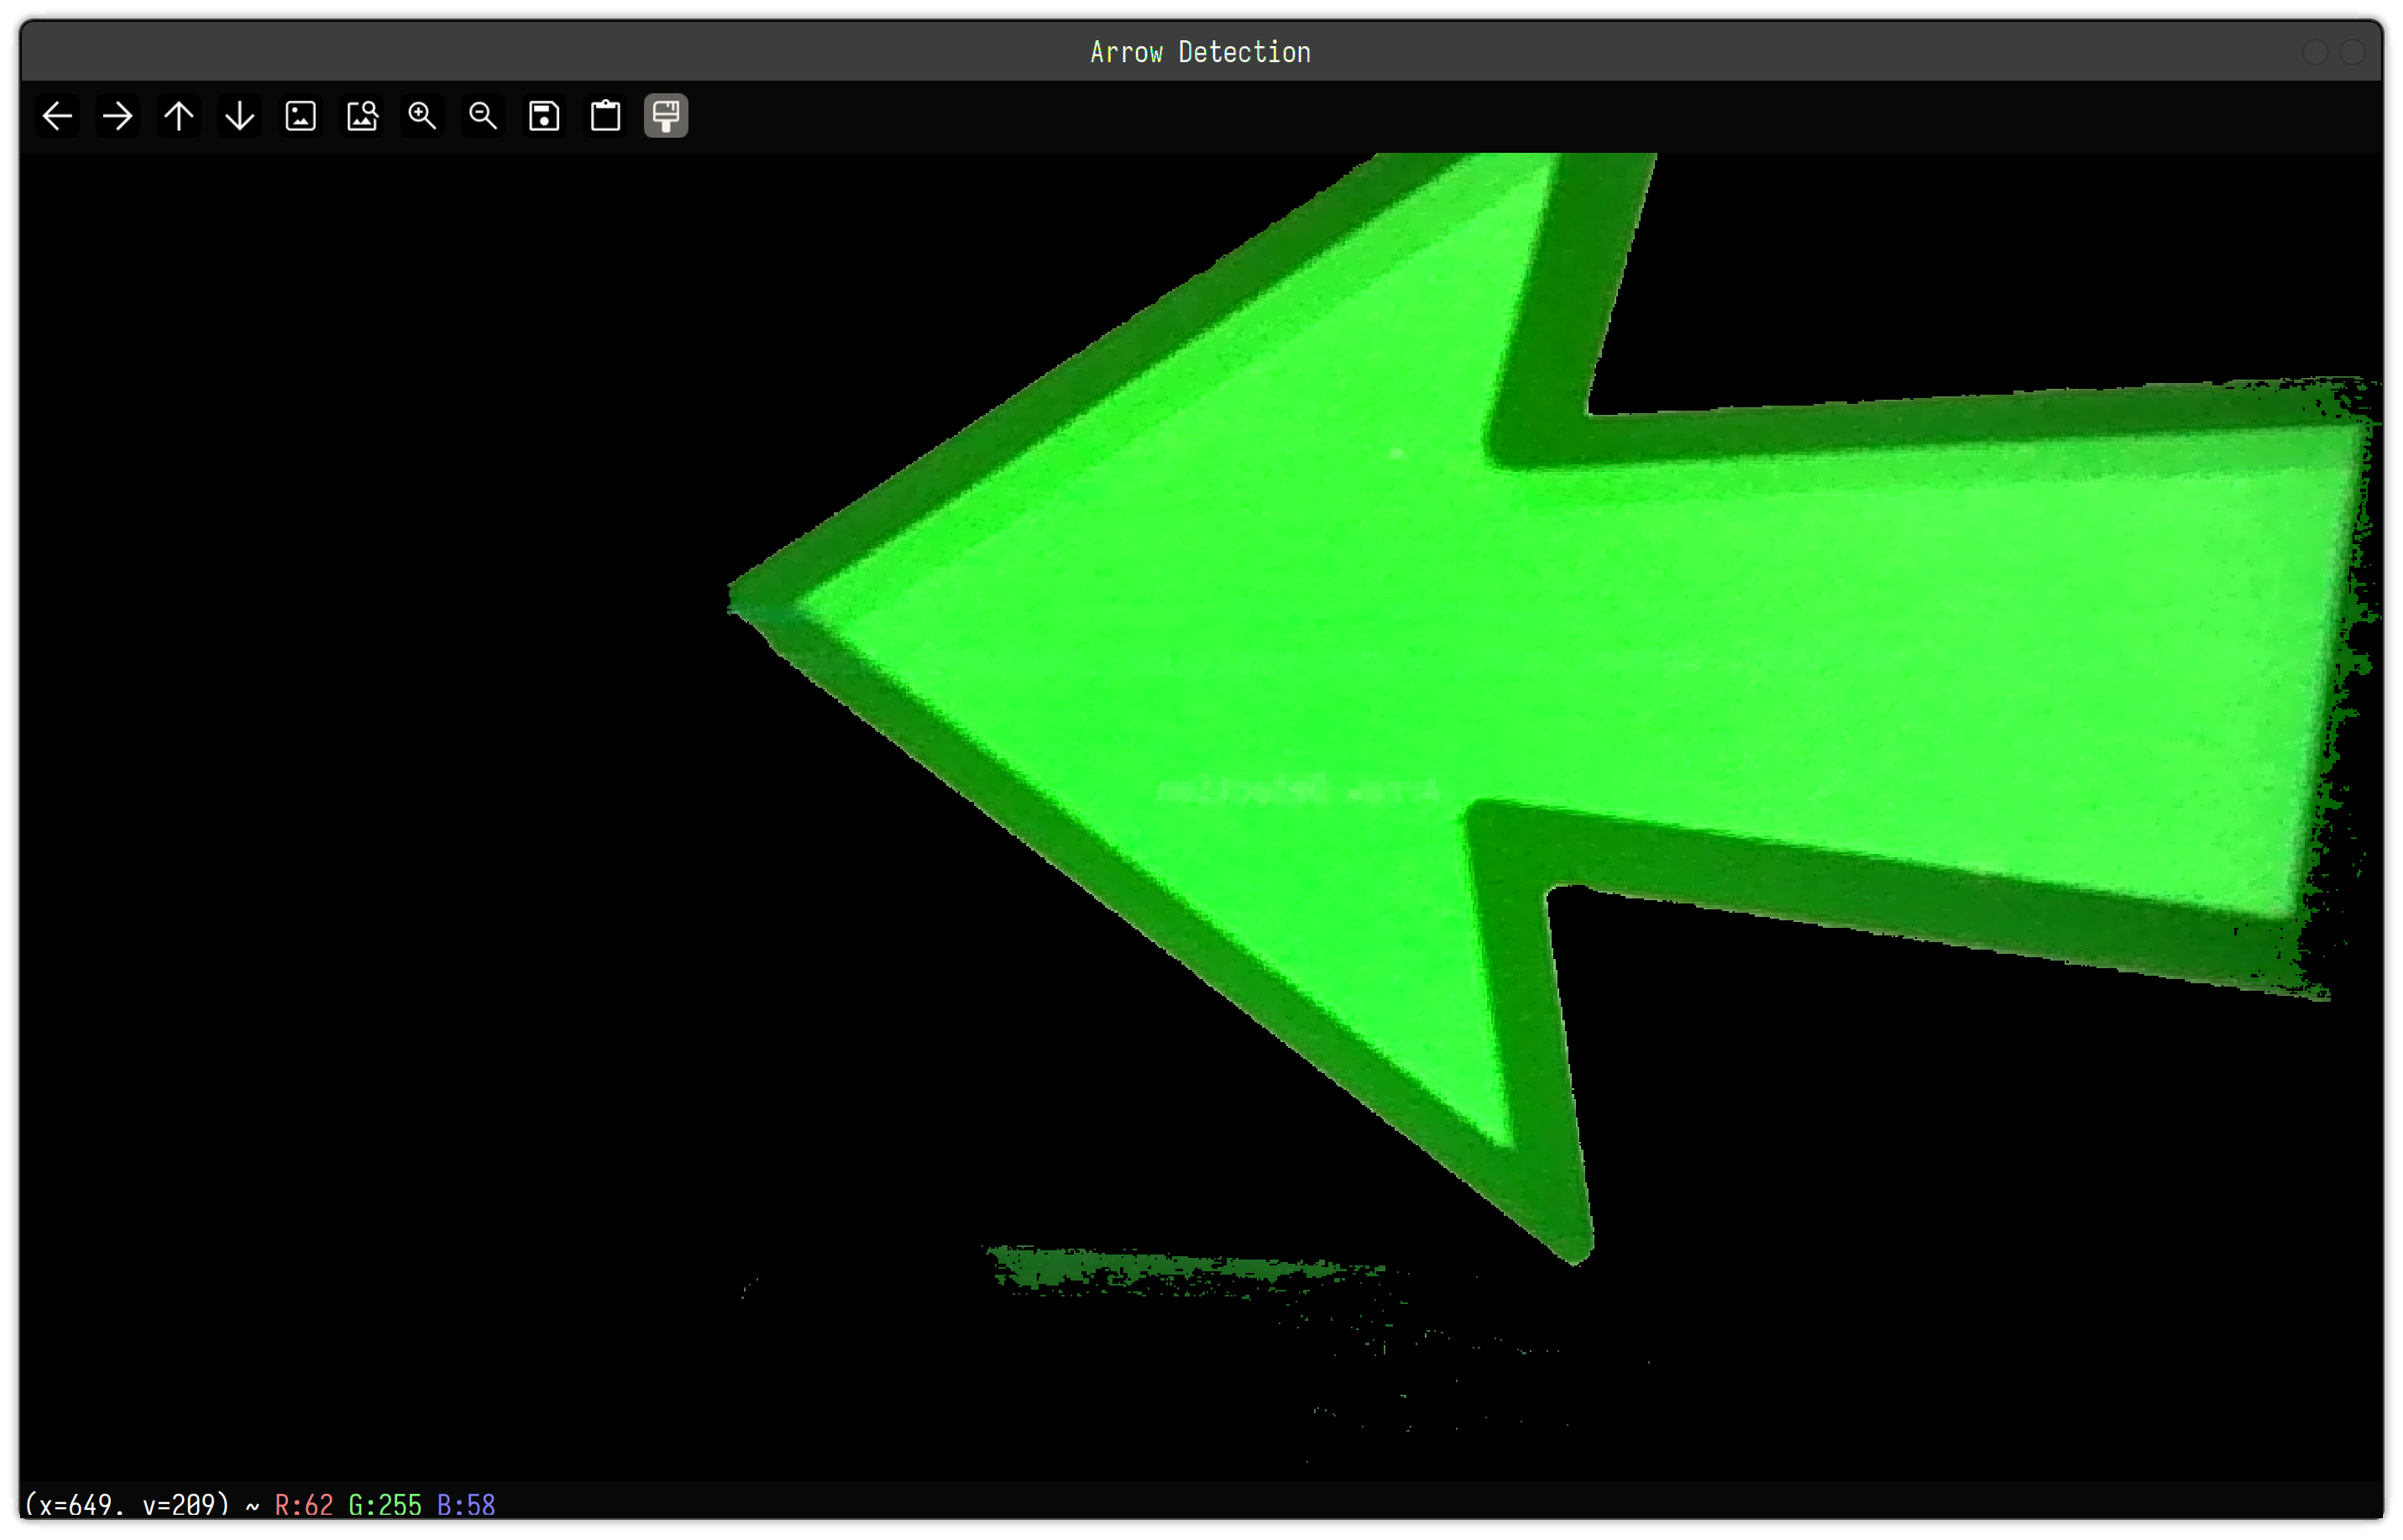 Arrow Detection
(x=649, y=209) ~ R:62 G:255 B:58